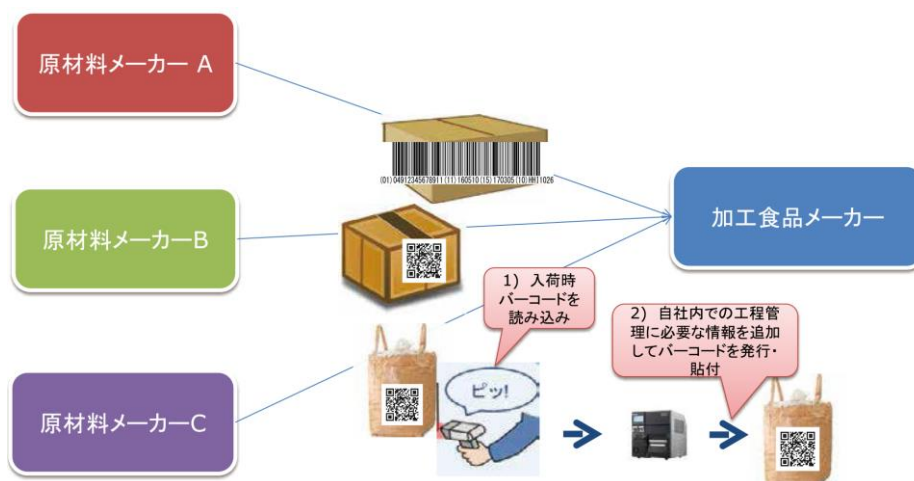 原材料メーカー A
(01)04912345678911(11)160510(15)170305(10)HH11026
原材料メーカーB
加工食品メーカー
1) 入荷時
バーコードを
読み込み
2) 自社内での工程管
理に必要な情報を追加
してバーコードを発行・
貼付
ピッ!
原材料メーカーC